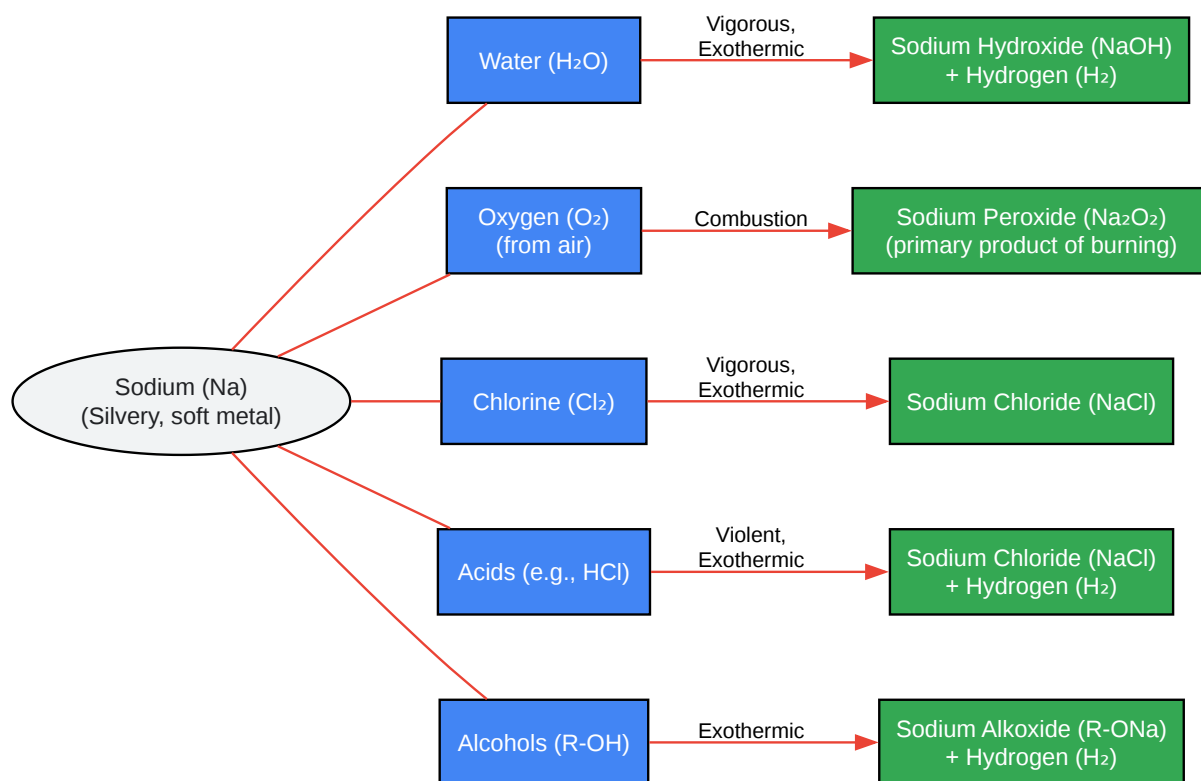 Water (H₂O)
Vigorous,
Exothermic
Sodium Hydroxide (NaOH)
+ Hydrogen (H₂)
Oxygen (O₂)
(from air)
Combustion
Sodium Peroxide (Na₂O₂)
(primary product of burning)
Sodium (Na)
(Silvery, soft metal)
Chlorine (Cl₂)
Vigorous,
Exothermic
Sodium Chloride (NaCl)
Acids (e.g., HCl)
Violent,
Exothermic
Sodium Chloride (NaCl)
+ Hydrogen (H₂)
Alcohols (R-OH)
Exothermic
Sodium Alkoxide (R-ONa)
+ Hydrogen (H₂)